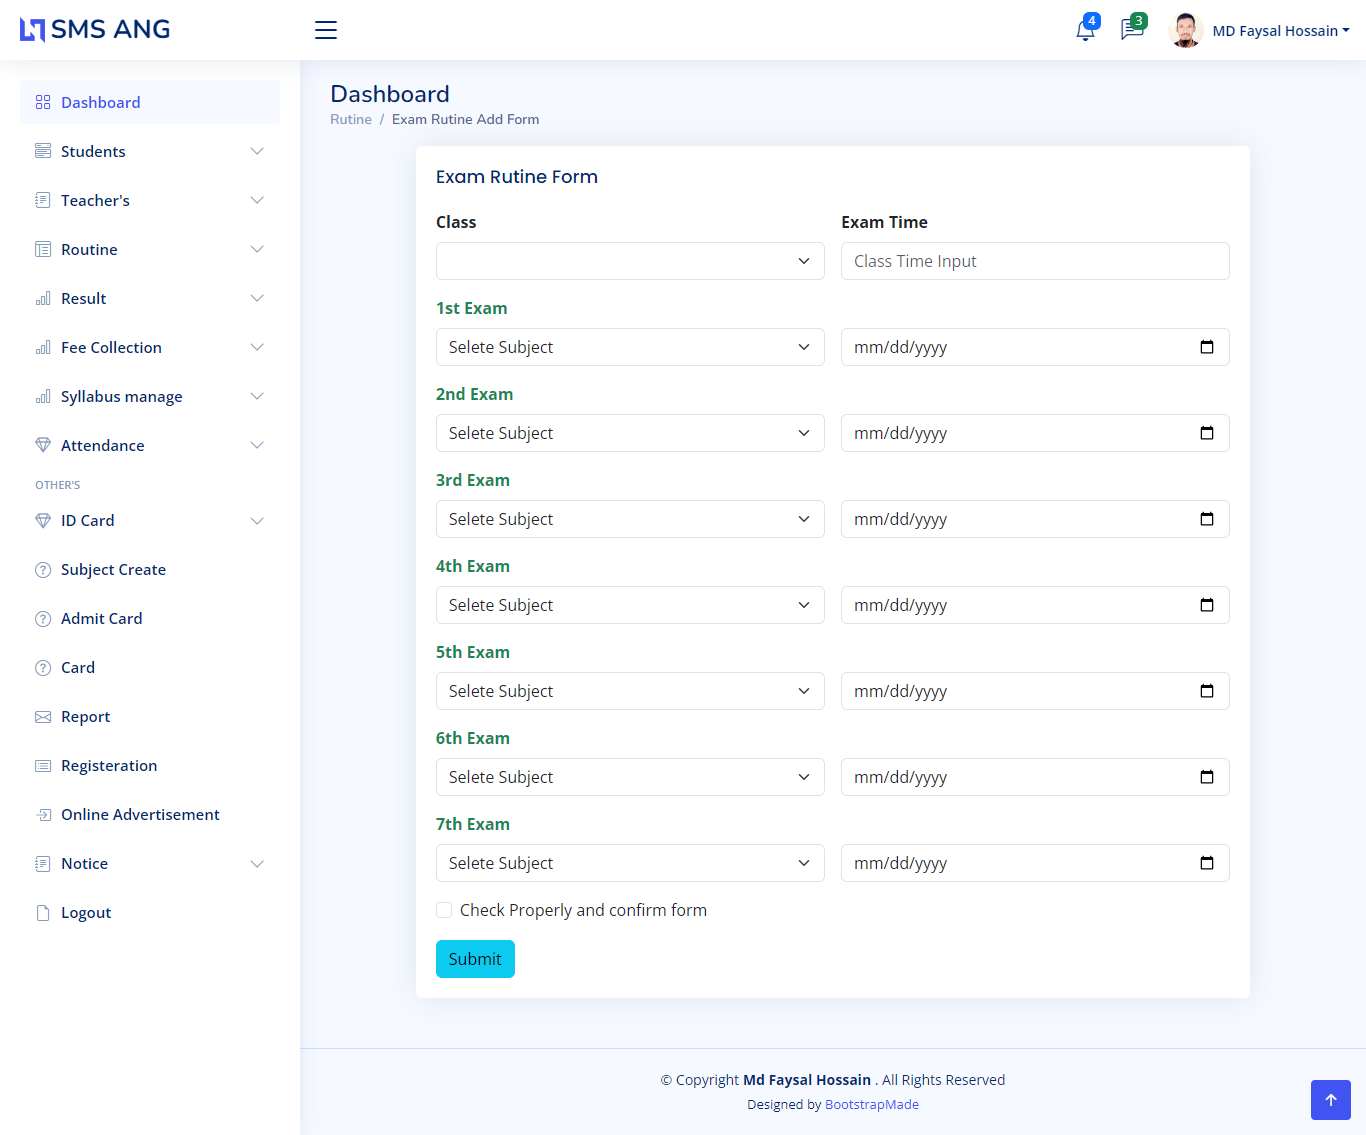 SMS ANG
4
3
MD Faysal Hossain
Dashboard
Students
Teacher's
Routine
Result
Fee Collection
Syllabus manage
Attendance
OTHER'S
ID Card
Subject Create
Admit Card
Card
Report
Registeration
Online Advertisement
Notice
Logout
Dashboard
Rutine / Exam Rutine Add Form
Exam Rutine Form
Class Exam Time
Class Time Input
1st Exam
Selete Subject mm/dd/yyyy
2nd Exam
Selete Subject mm/dd/yyyy
3rd Exam
Selete Subject mm/dd/yyyy
4th Exam
Selete Subject mm/dd/yyyy
5th Exam
Selete Subject mm/dd/yyyy
6th Exam
Selete Subject mm/dd/yyyy
7th Exam
Selete Subject mm/dd/yyyy
Check Properly and confirm form
Submit
© Copyright Md Faysal Hossain . All Rights Reserved
Designed by BootstrapMade